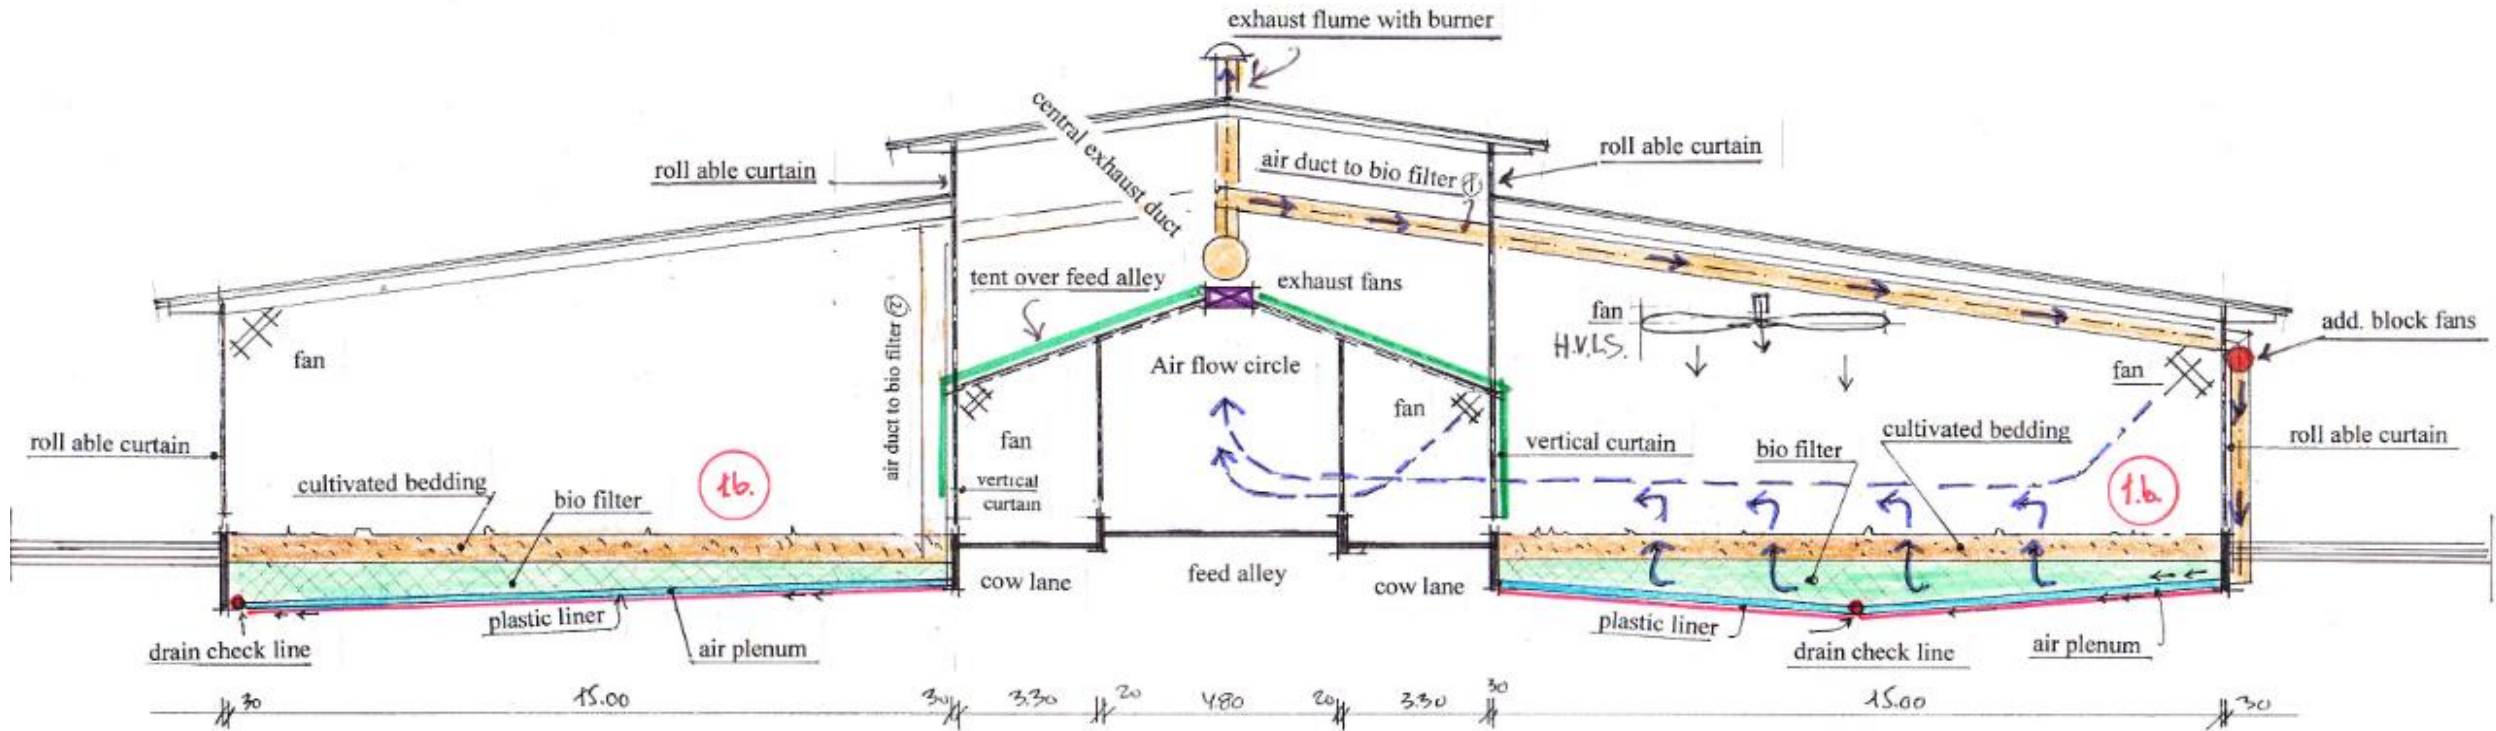 exhaust flume with burner
central exhaust duct
roll able curtain
air duct to bio filter ①
roll able curtain
tent over feed alley
exhaust fans
fan
H.V.L.S.
add. block fans
fan
air duct to bio filter ②
Air flow circle
fan
fan
fan
roll able curtain
vertical curtain
bio filter
cultivated bedding
roll able curtain
cultivated bedding
bio filter
1b.
vertical
curtain
1.b.
cow lane
feed alley
cow lane
plastic liner
drain check line
air plenum
plastic liner
drain check line
air plenum
30 15.00 30 3.30 20 4.80 20 3.30 30 15.00 30